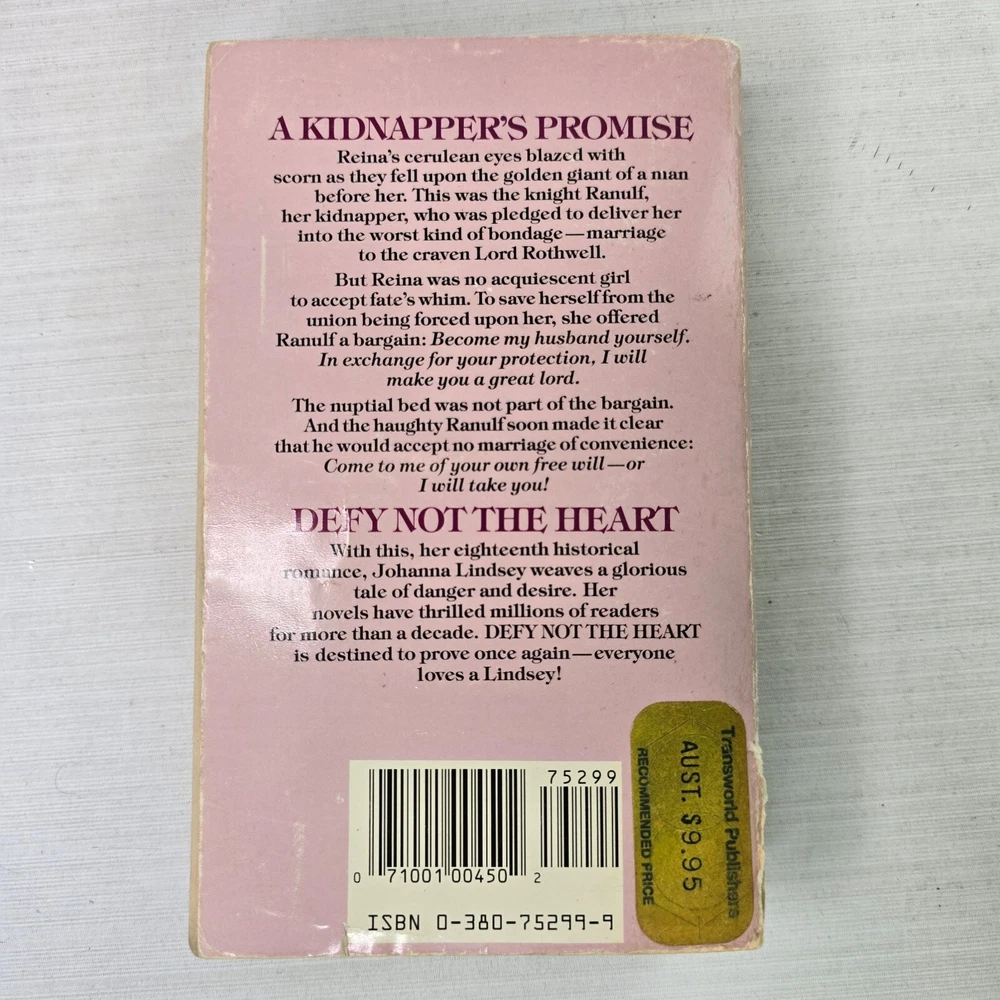 A KIDNAPPER'S PROMISE
Reina's cerulean eyes blazed with
scorn as they fell upon the golden giant of a man
before her. This was the knight Ranulf,
her kidnapper, who was pledged to deliver her
into the worst kind of bondage—marriage
to the craven Lord Rothwell.
But Reina was no acquiescent girl
to accept fate's whim. To save herself from the
union being forced upon her, she offered
Ranulf a bargain: Become my husband yourself.
In exchange for your protection, I will
make you a great lord.
The nuptial bed was not part of the bargain.
And the haughty Ranulf soon made it clear
that he would accept no marriage of convenience:
Come to me of your own free will—or
I will take you!
DEFY NOT THE HEART
With this, her eighteenth historical
romance, Johanna Lindsey weaves a glorious
tale of danger and desire. Her
novels have thrilled millions of readers
for more than a decade. DEFY NOT THE HEART
is destined to prove once again—everyone
loves a Lindsey!
75299
0 71001 00450 2
ISBN 0-380-75299-9
Transworld Publishers
AUST. $9.95
RECOMMENDED PRICE